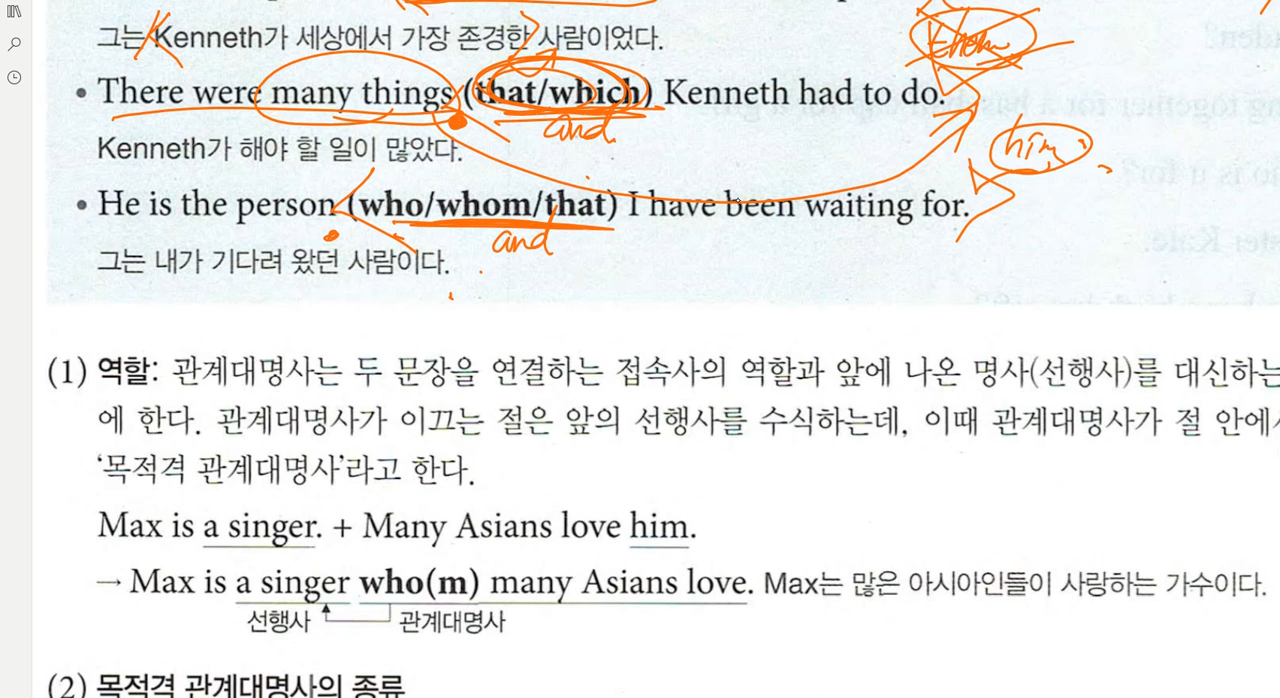 그는 Kenneth가 세상에서 가장 존경한 사람이었다.
K
them
• There were many things (that/which) Kenneth had to do.
and
him
Kenneth가 해야 할 일이 많았다.
• He is the person (who/whom/that) I have been waiting for.
and
그는 내가 기다려 왔던 사람이다.
(1) 역할: 관계대명사는 두 문장을 연결하는 접속사의 역할과 앞에 나온 명사(선행사)를 대신하는
에 한다. 관계대명사가 이끄는 절은 앞의 선행사를 수식하는데, 이때 관계대명사가 절 안에서
‘목적격 관계대명사’라고 한다.
Max is a singer. + Many Asians love him.
→ Max is a singer who(m) many Asians love. Max는 많은 아시아인들이 사랑하는 가수이다.
선행사 관계대명사
(2) 목적격 관계대명사의 종류